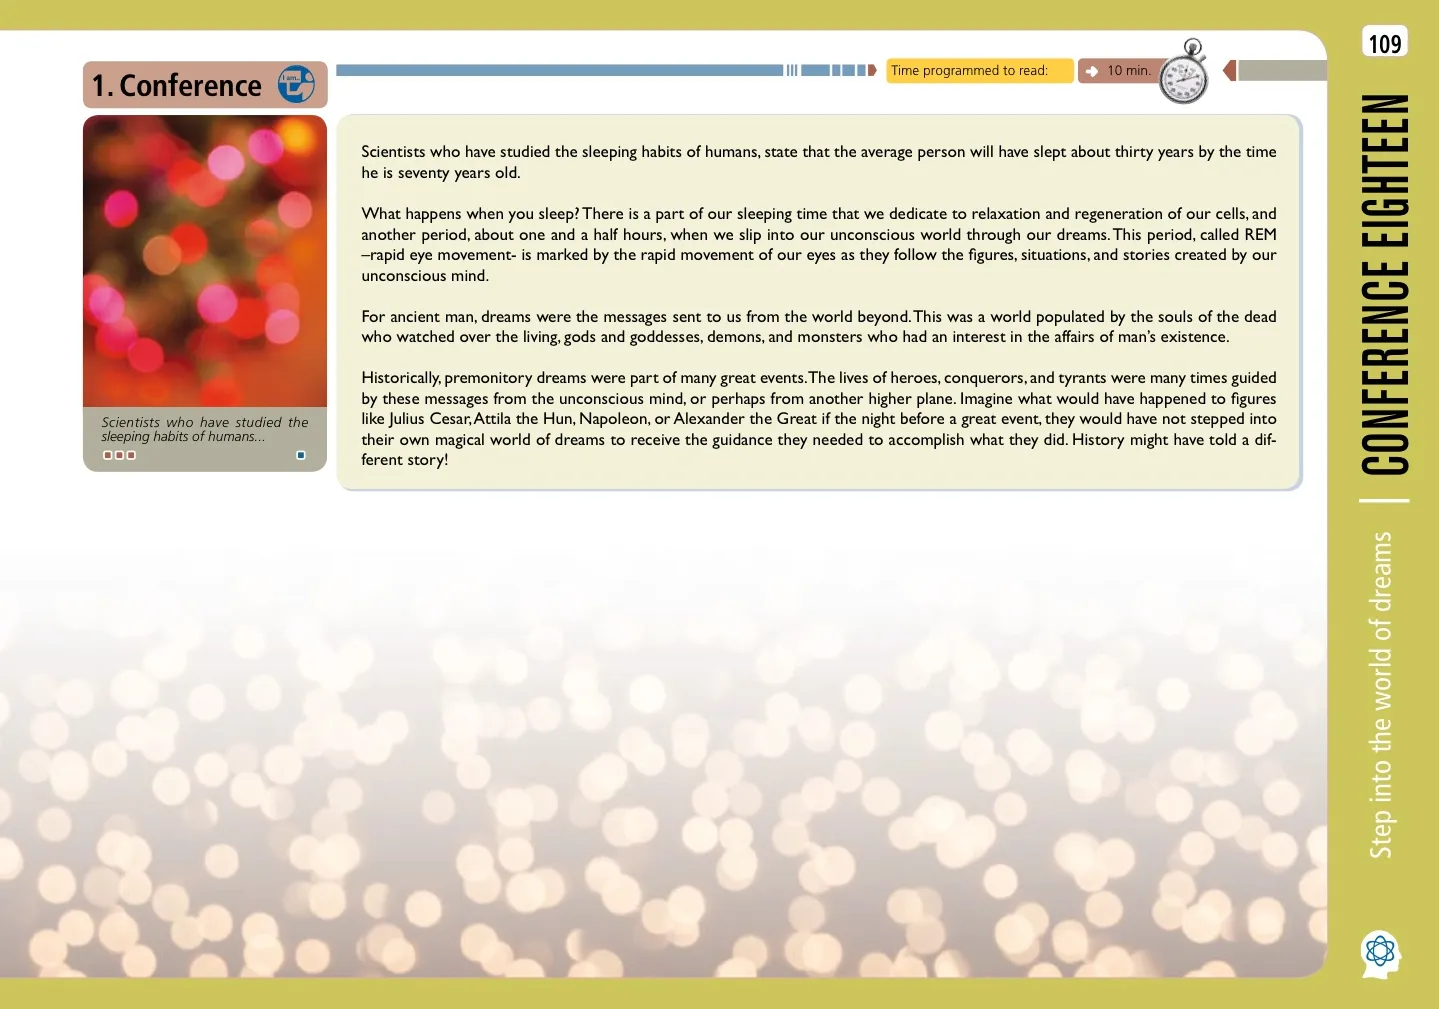 109
1. Conference
I am...
Time programmed to read:
10 min.
Scientists who have studied the sleeping habits of humans, state that the average person will have slept about thirty years by the time
he is seventy years old.
What happens when you sleep? There is a part of our sleeping time that we dedicate to relaxation and regeneration of our cells, and
another period, about one and a half hours, when we slip into our unconscious world through our dreams. This period, called REM
–rapid eye movement- is marked by the rapid movement of our eyes as they follow the figures, situations, and stories created by our
unconscious mind.
For ancient man, dreams were the messages sent to us from the world beyond. This was a world populated by the souls of the dead
who watched over the living, gods and goddesses, demons, and monsters who had an interest in the affairs of man's existence.
Historically, premonitory dreams were part of many great events. The lives of heroes, conquerors, and tyrants were many times guided
by these messages from the unconscious mind, or perhaps from another higher plane. Imagine what would have happened to figures
like Julius Cesar, Attila the Hun, Napoleon, or Alexander the Great if the night before a great event, they would have not stepped into
their own magical world of dreams to receive the guidance they needed to accomplish what they did. History might have told a dif-
ferent story!
Scientists who have studied the
sleeping habits of humans...
CONFERENCE EIGHTEEN
Step into the world of dreams